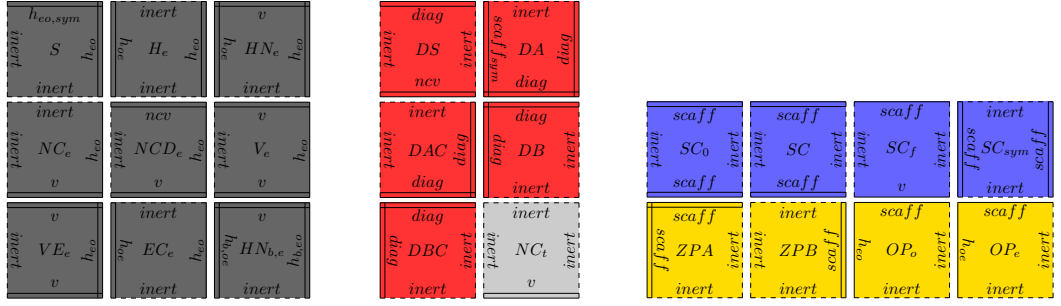 h_{eo,sym} inert v diag inert
inert S h_{eo} h_{oe} H_e h_{eo} h_{oe} HN_e h_{eo} inert DS inert scaff_{sym} DA diag
inert inert inert ncv diag
inert ncv v inert diag scaff scaff scaff inert
inert NC_e h_{eo} inert NCD_e h_{eo} inert V_e h_{eo} inert DAC diag diag DB inert inert SC_0 inert inert SC inert inert SC_f inert scaff SC_{sym} scaff
v v v diag inert scaff scaff v inert
v inert v diag inert scaff inert scaff scaff
inert VE_e h_{eo} h_{oe} EC_e h_{eo} h_{b,oe} HN_{b,e} h_{b,eo} diag DBC inert inert NC_t inert scaff ZPA inert inert ZPB scaff h_{eo} OP_o inert h_{oe} OP_e inert
v inert inert inert v inert inert inert inert